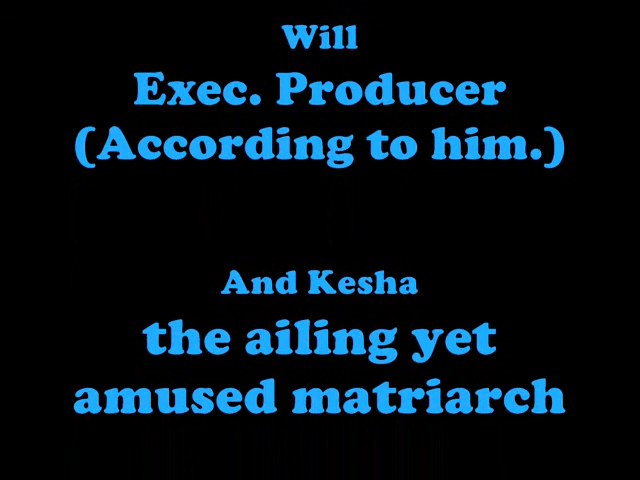 Will
Exec. Producer
(According to him.)
And Kesha
the ailing yet
amused matriarch